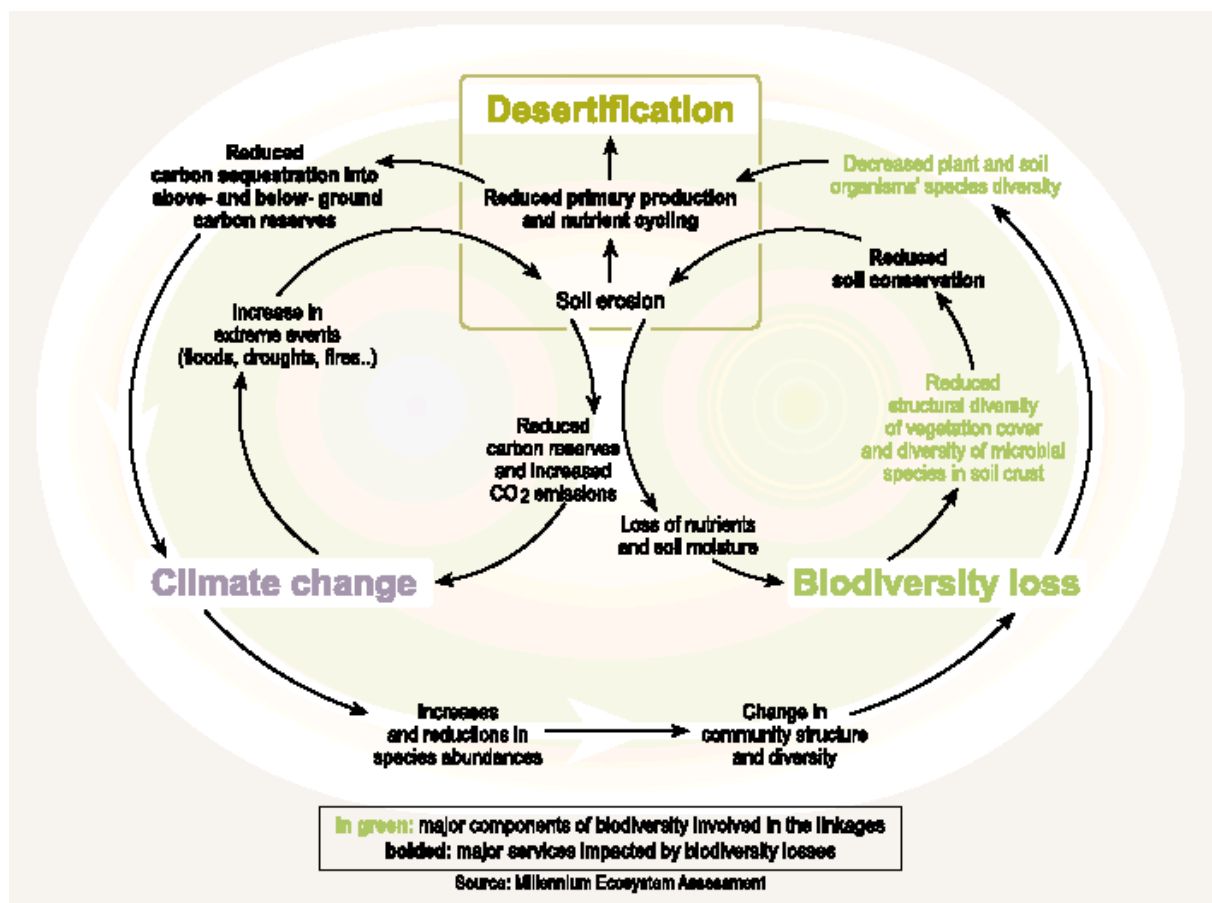 Desertification
Reduced
carbon sequestration into
above- and below- ground
carbon reserves
Reduced primary production
and nutrient cycling
Decreased plant and soil
organisms' species diversity
Reduced
soil conservation
Soil erosion
Increase in
extreme events
(floods, droughts, fires..)
Reduced
structural diversity
of vegetation cover
and diversity of microbial
species in soil crust
Reduced
carbon reserves
and increased
CO2 emissions
Loss of nutrients
and soil moisture
Climate change
Biodiversity loss
Increases
and reductions in
species abundances
Change in
community structure
and diversity
in green: major components of biodiversity involved in the linkages
bolded: major services impacted by biodiversity losses
Source: Millennium Ecosystem Assessment